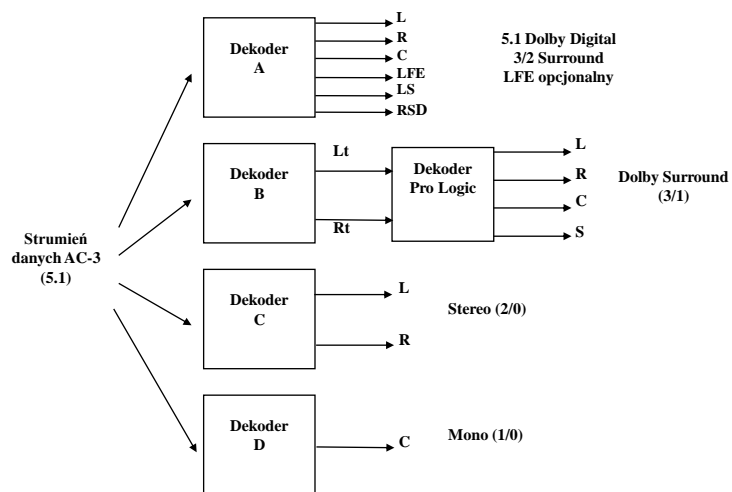 L
R
C
LFE
LS
RSD
Dekoder
A
5.1 Dolby Digital
3/2 Surround
LFE opcjonalny
Dekoder
B
Lt
Rt
Dekoder
Pro Logic
L
R
C
S
Dolby Surround
(3/1)
Strumień
danych AC-3
(5.1)
Dekoder
C
L
R
Stereo (2/0)
Dekoder
D
C
Mono (1/0)